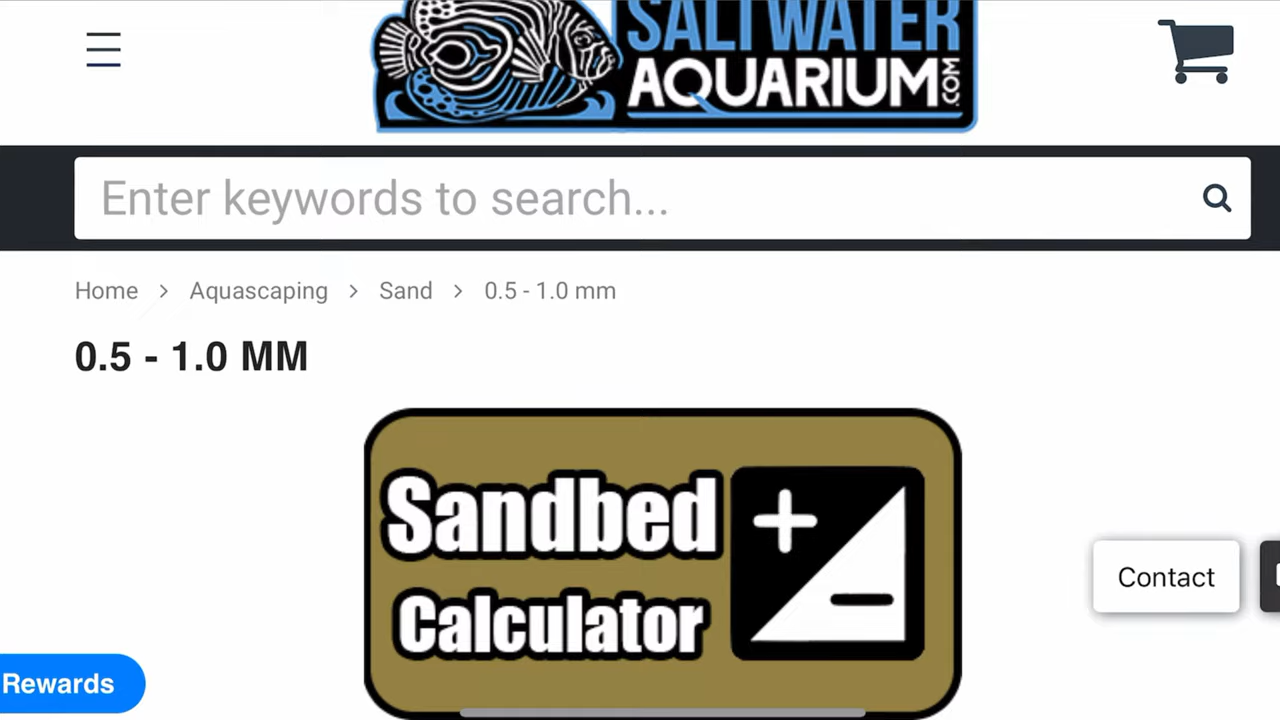 SALTWATER
AQUARIUM.COM
Enter keywords to search...
Home > Aquascaping > Sand > 0.5 - 1.0 mm
0.5 - 1.0 MM
Sandbed
Calculator
Contact
Rewards